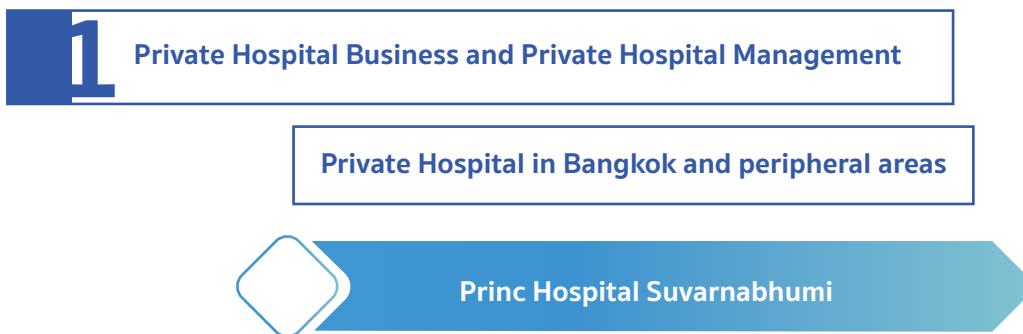 1
Private Hospital Business and Private Hospital Management
Private Hospital in Bangkok and peripheral areas
Princ Hospital Suvarnabhumi